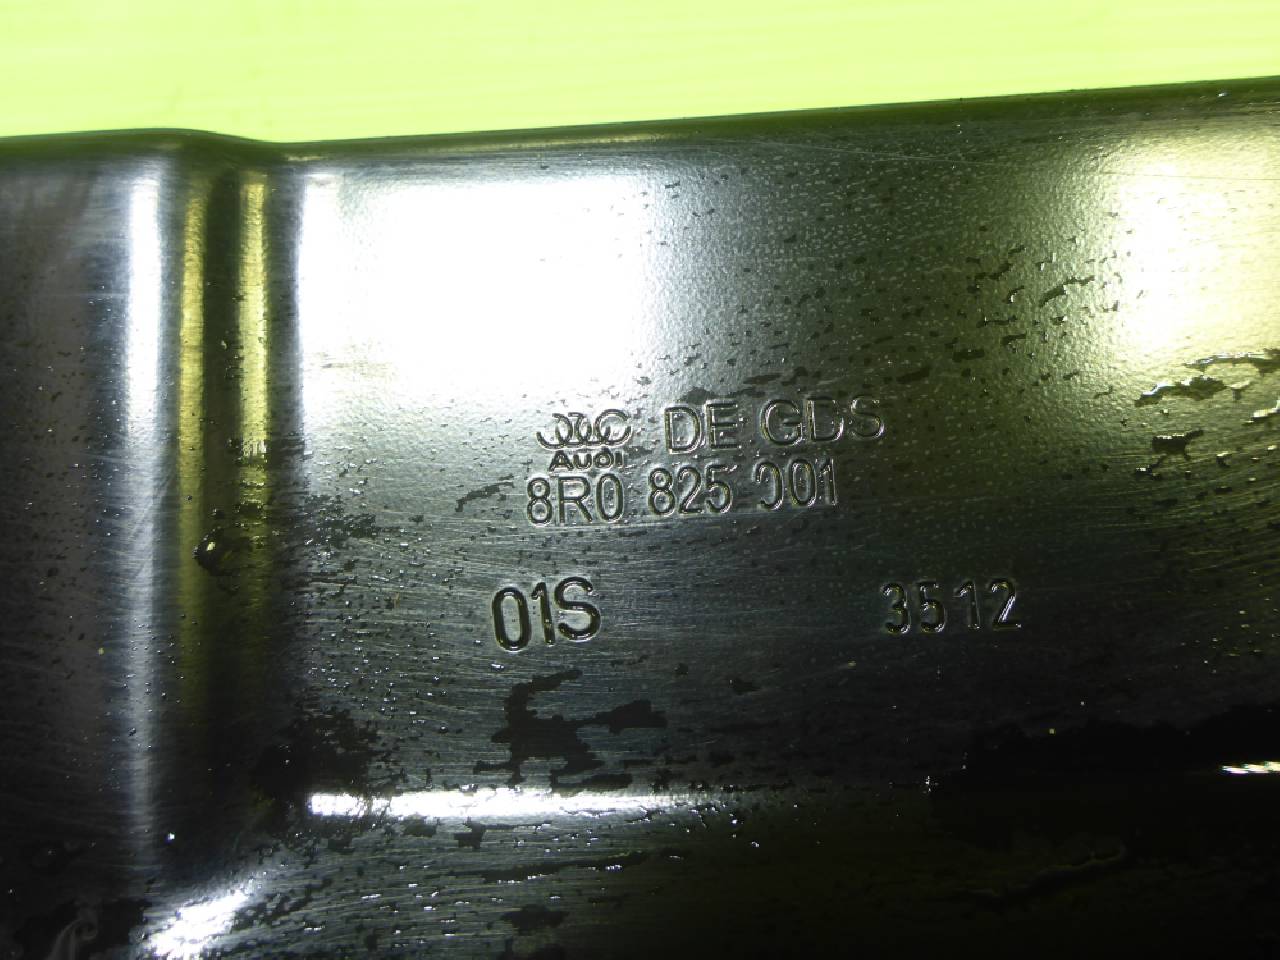 DE GDS
AUDI
8R0 825 001
01S 3512